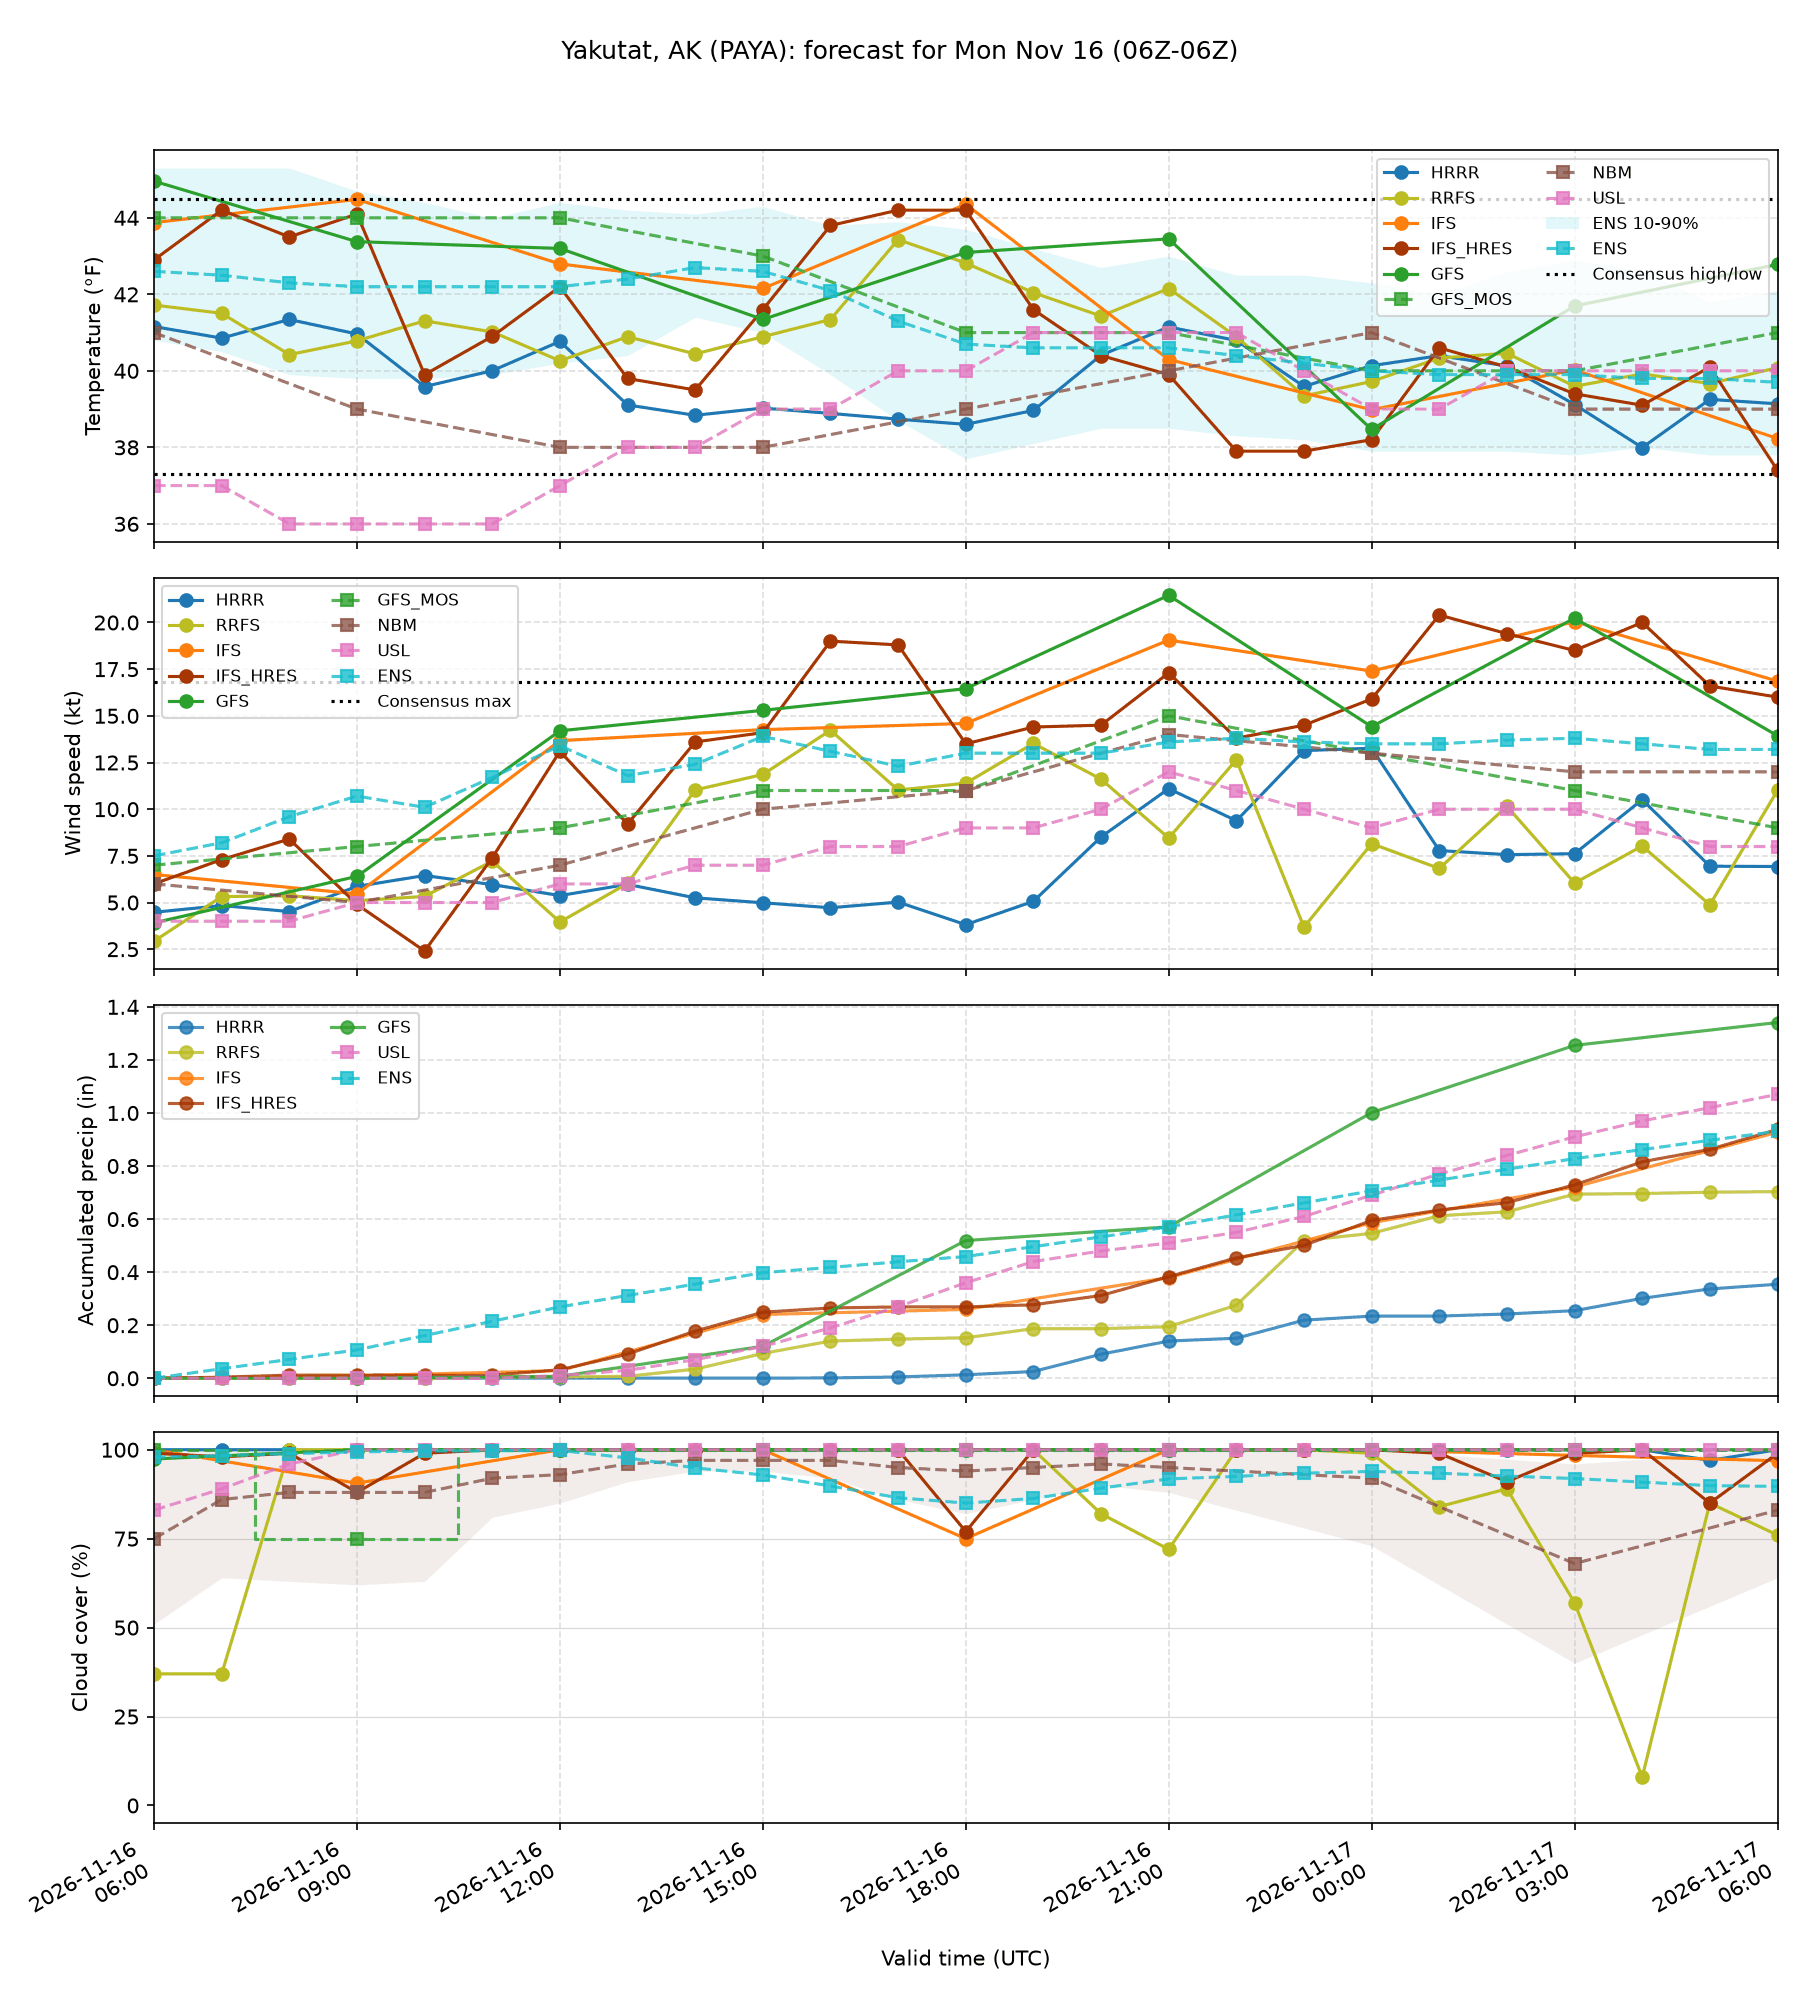 Yakutat, AK (PAYA): forecast for Mon Nov 16 (06Z-06Z)
Temperature (°F)
44
42
40
38
36
HRRR
RRFS
IFS
IFS_HRES
GFS
GFS_MOS
NBM
USL
ENS 10-90%
ENS
Consensus high/low
Wind speed (kt)
20.0
17.5
15.0
12.5
10.0
7.5
5.0
2.5
HRRR
RRFS
IFS
IFS_HRES
GFS
GFS_MOS
NBM
USL
ENS
Consensus max
Accumulated precip (in)
1.4
1.2
1.0
0.8
0.6
0.4
0.2
0.0
HRRR
RRFS
IFS
IFS_HRES
GFS
USL
ENS
Cloud cover (%)
100
75
50
25
0
2026-11-16
06:00
2026-11-16
09:00
2026-11-16
12:00
2026-11-16
15:00
2026-11-16
18:00
2026-11-16
21:00
2026-11-17
00:00
2026-11-17
03:00
2026-11-17
06:00
Valid time (UTC)